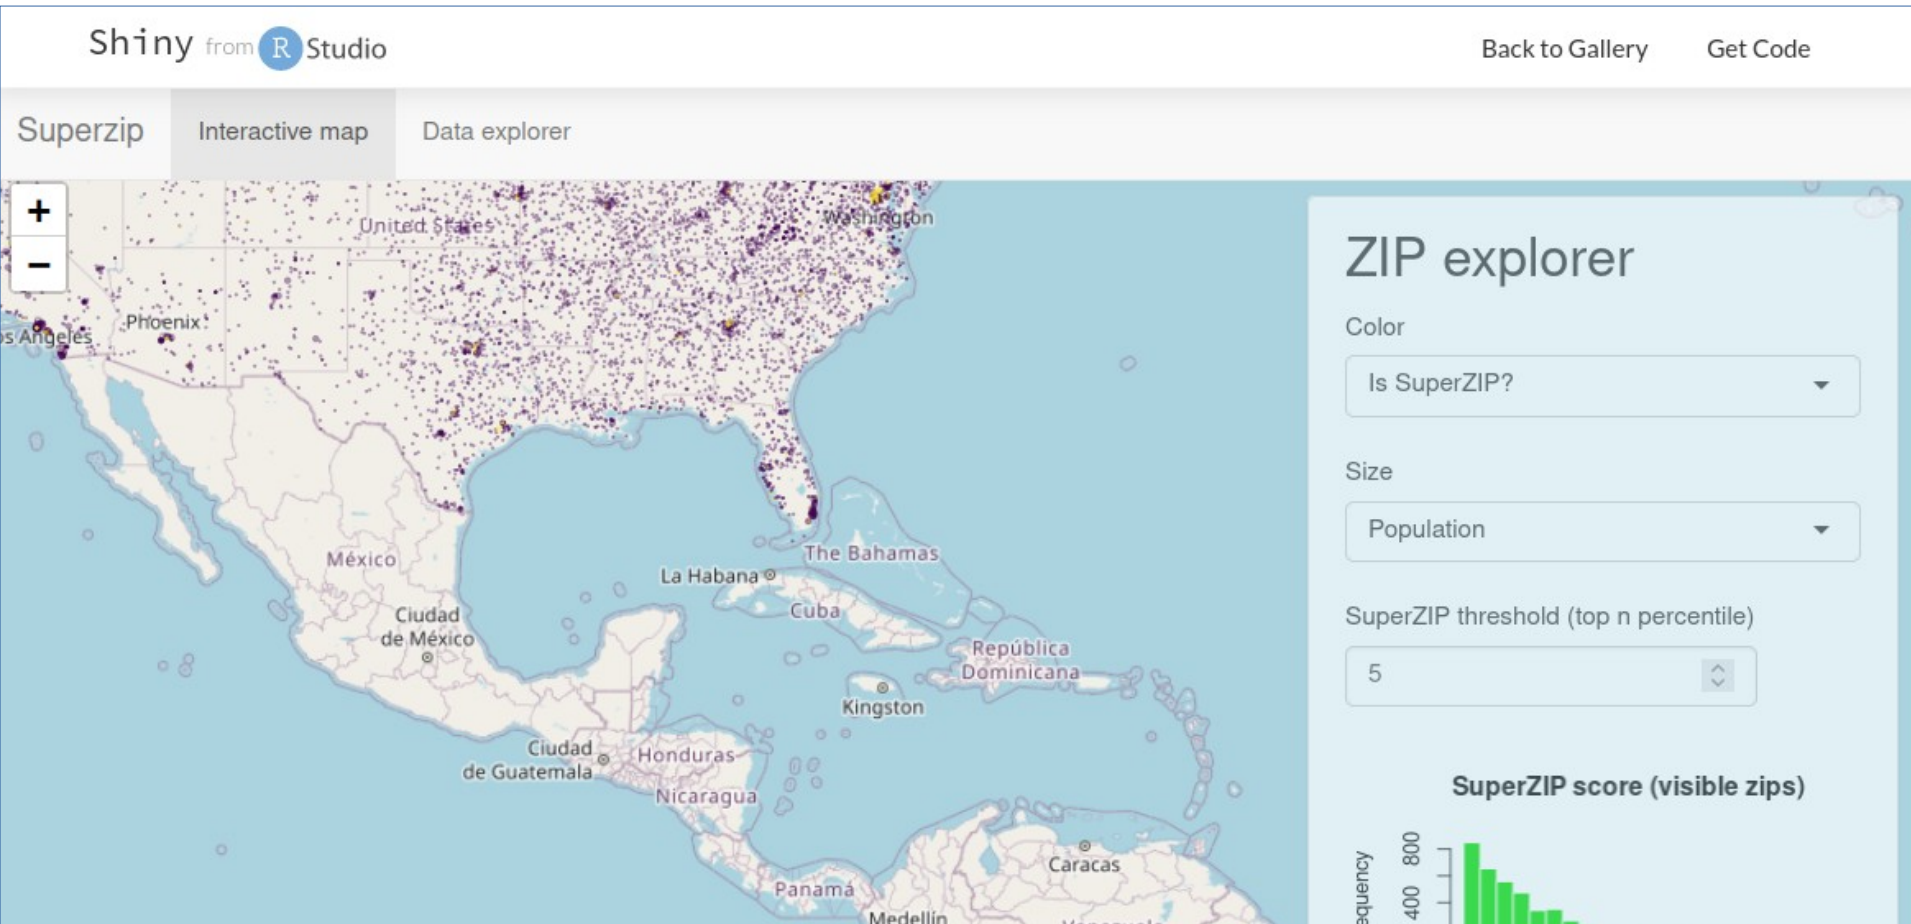 Shiny from R Studio
Back to Gallery
Get Code
Superzip
Interactive map
Data explorer
+
−
United States
Washington
Phoenix
os Angeles
México
Ciudad
de México
La Habana
The Bahamas
Cuba
República
Dominicana
Kingston
Ciudad
de Guatemala
Honduras
Nicaragua
Caracas
Panamá
Medellín
ZIP explorer
Color
Is SuperZIP?
Size
Population
SuperZIP threshold (top n percentile)
5
SuperZIP score (visible zips)
equency
800
400